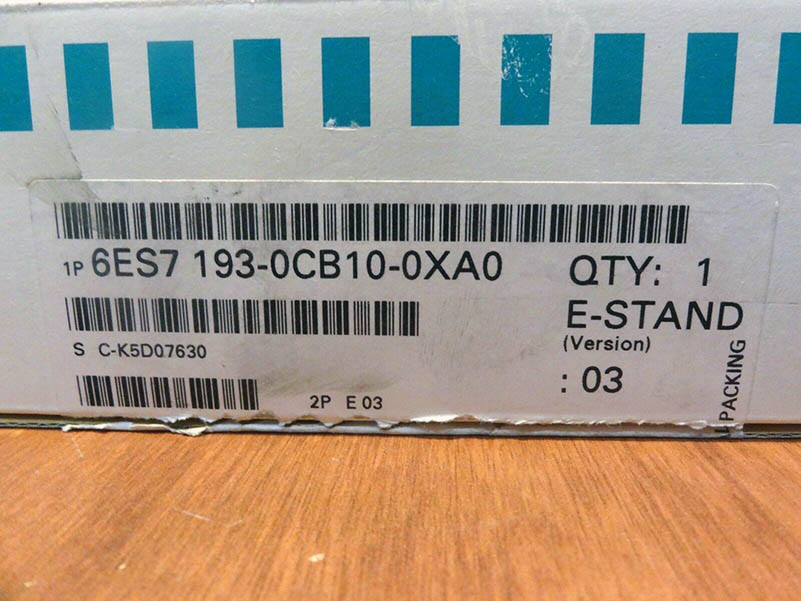 1P 6ES7 193-0CB10-0XA0
QTY: 1
E-STAND
(Version)
: 03
S C-K5D07630
2P E 03
PACKING